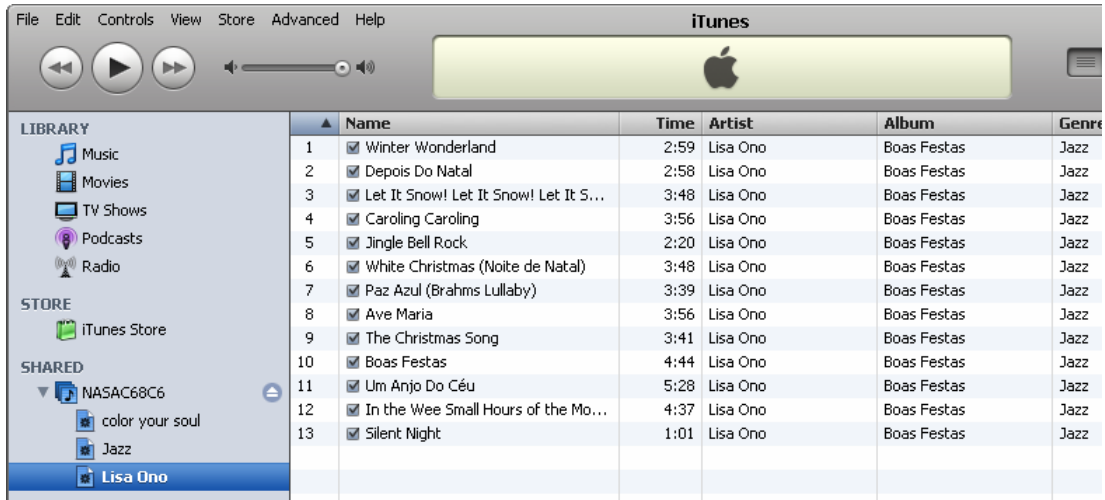 File Edit Controls View Store Advanced Help
iTunes
LIBRARY
Music
Movies
TV Shows
Podcasts
Radio
STORE
iTunes Store
SHARED
NASAC68C6
color your soul
Jazz
Lisa Ono
Name Time Artist Album Genre
1 Winter Wonderland 2:59 Lisa Ono Boas Festas Jazz
2 Depois Do Natal 2:58 Lisa Ono Boas Festas Jazz
3 Let It Snow! Let It Snow! Let It S... 3:48 Lisa Ono Boas Festas Jazz
4 Caroling Caroling 3:56 Lisa Ono Boas Festas Jazz
5 Jingle Bell Rock 2:20 Lisa Ono Boas Festas Jazz
6 White Christmas (Noite de Natal) 3:48 Lisa Ono Boas Festas Jazz
7 Paz Azul (Brahms Lullaby) 3:39 Lisa Ono Boas Festas Jazz
8 Ave Maria 3:56 Lisa Ono Boas Festas Jazz
9 The Christmas Song 3:41 Lisa Ono Boas Festas Jazz
10 Boas Festas 4:44 Lisa Ono Boas Festas Jazz
11 Um Anjo Do Céu 5:28 Lisa Ono Boas Festas Jazz
12 In the Wee Small Hours of the Mo... 4:37 Lisa Ono Boas Festas Jazz
13 Silent Night 1:01 Lisa Ono Boas Festas Jazz